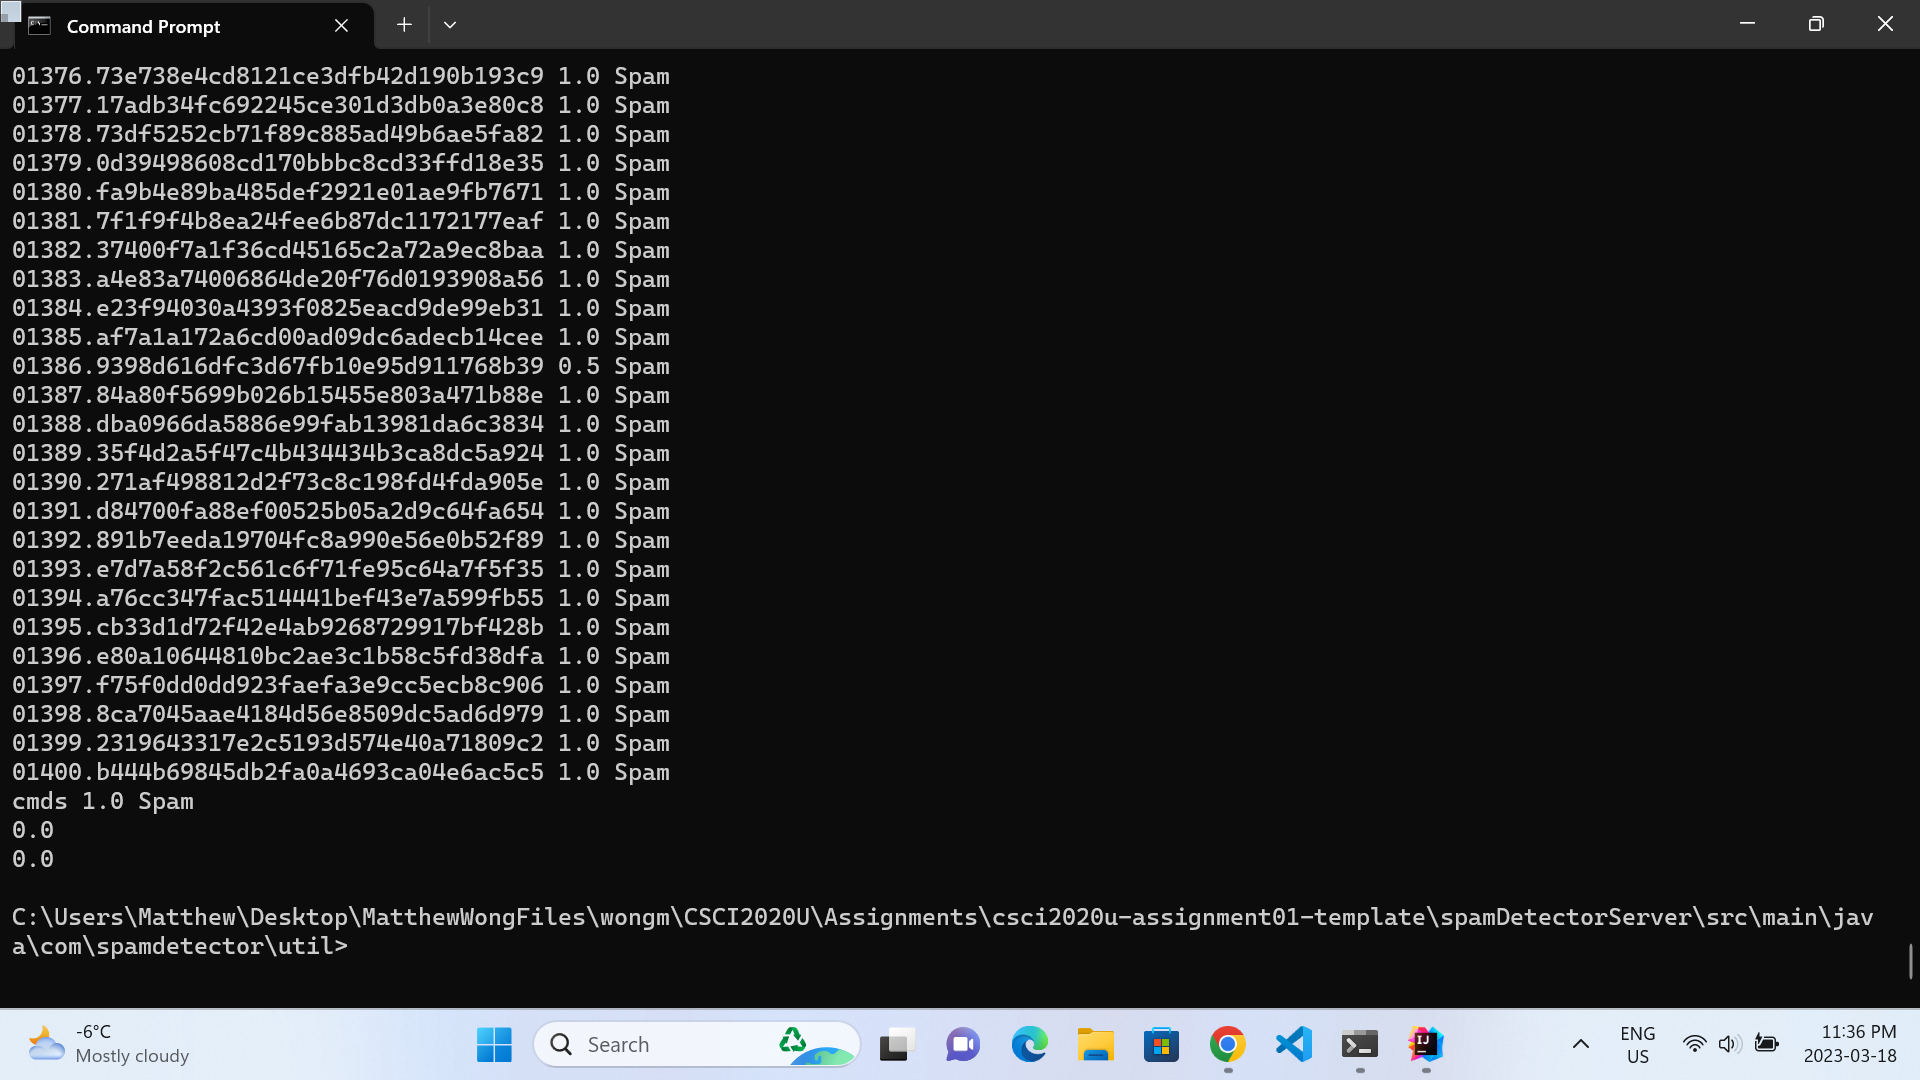 Command Prompt
01376.73e738e4cd8121ce3dfb42d190b193c9 1.0 Spam
01377.17adb34fc692245ce301d3db0a3e80c8 1.0 Spam
01378.73df5252cb71f89c885ad49b6ae5fa82 1.0 Spam
01379.0d39498608cd170bbbc8cd33ffd18e35 1.0 Spam
01380.fa9b4e89ba485def2921e01ae9fb7671 1.0 Spam
01381.7f1f9f4b8ea24fee6b87dc1172177eaf 1.0 Spam
01382.37400f7a1f36cd45165c2a72a9ec8baa 1.0 Spam
01383.a4e83a74006864de20f76d0193908a56 1.0 Spam
01384.e23f94030a4393f0825eacd9de99eb31 1.0 Spam
01385.af7a1a172a6cd00ad09dc6adecb14cee 1.0 Spam
01386.9398d616dfc3d67fb10e95d911768b39 0.5 Spam
01387.84a80f5699b026b15455e803a471b88e 1.0 Spam
01388.dba0966da5886e99fab13981da6c3834 1.0 Spam
01389.35f4d2a5f47c4b434434b3ca8dc5a924 1.0 Spam
01390.271af498812d2f73c8c198fd4fda905e 1.0 Spam
01391.d84700fa88ef00525b05a2d9c64fa654 1.0 Spam
01392.891b7eeda19704fc8a990e56e0b52f89 1.0 Spam
01393.e7d7a58f2c561c6f71fe95c64a7f5f35 1.0 Spam
01394.a76cc347fac514441bef43e7a599fb55 1.0 Spam
01395.cb33d1d72f42e4ab9268729917bf428b 1.0 Spam
01396.e80a10644810bc2ae3c1b58c5fd38dfa 1.0 Spam
01397.f75f0dd0dd923faefa3e9cc5ecb8c906 1.0 Spam
01398.8ca7045aae4184d56e8509dc5ad6d979 1.0 Spam
01399.2319643317e2c5193d574e40a71809c2 1.0 Spam
01400.b444b69845db2fa0a4693ca04e6ac5c5 1.0 Spam
cmds 1.0 Spam
0.0
0.0
C:\Users\Matthew\Desktop\MatthewWongFiles\wongm\CSCI2020U\Assignments\csci2020u-assignment01-template\spamDetectorServer\src\main\jav
a\com\spamdetector\util>
-6°C
Mostly cloudy
Search
ENG
US
11:36 PM
2023-03-18